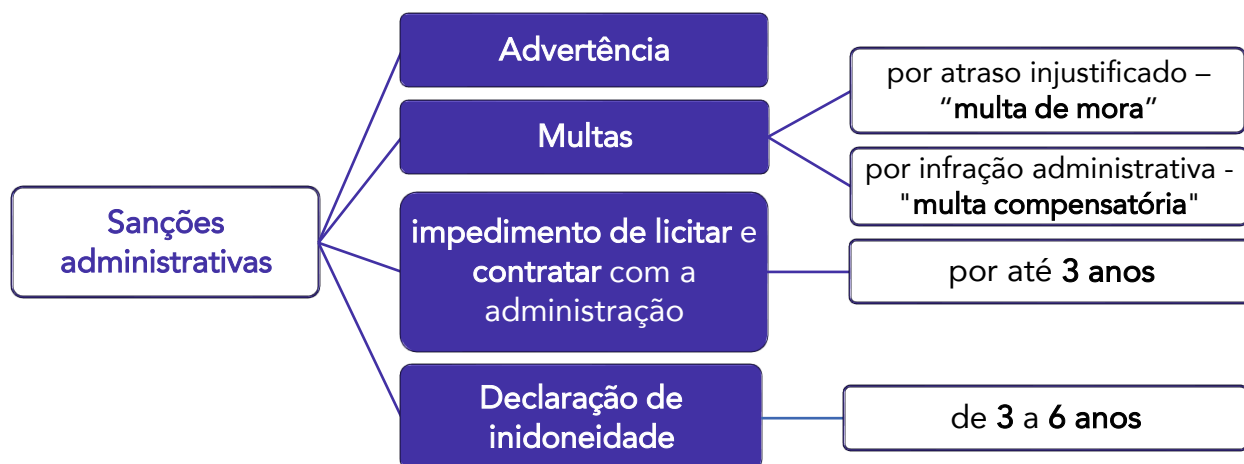 Sanções
administrativas
Advertência
Multas
por atraso injustificado –
“multa de mora”
por infração administrativa -
"multa compensatória"
impedimento de licitar e
contratar com a
administração
por até 3 anos
Declaração de
inidoneidade
de 3 a 6 anos